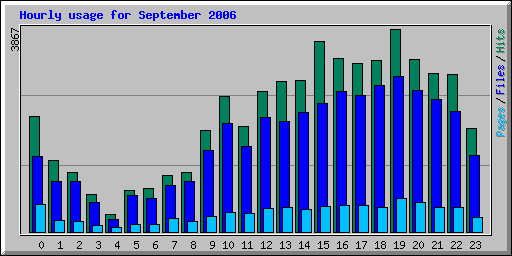 Hourly usage for September 2006
3867
Pages/Files/Hits
0 1 2 3 4 5 6 7 8 9 10 11 12 13 14 15 16 17 18 19 20 21 22 23